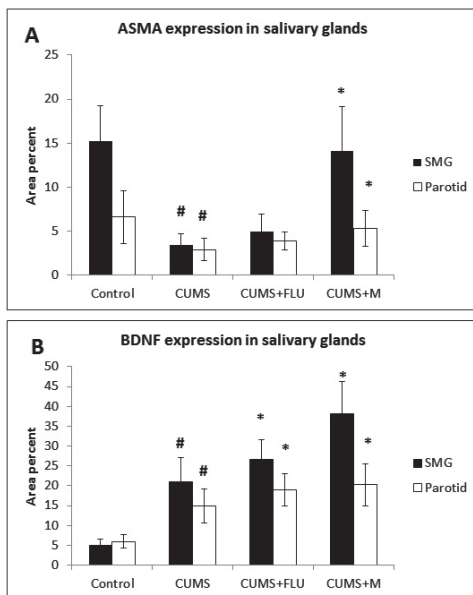 A
ASMA expression in salivary glands
Area percent
25
20
15
10
5
0
*
*
# #
SMG
Parotid
Control CUMS CUMS+FLU CUMS+M
B
BDNF expression in salivary glands
Area percent
50
45
40
35
30
25
20
15
10
5
0
*
*
*
*
#
#
SMG
Parotid
Control CUMS CUMS+FLU CUMS+M